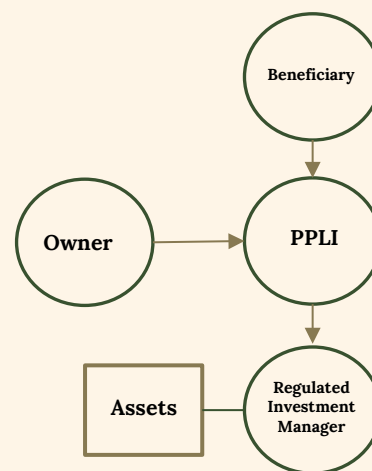 Beneficiary
Owner
PPLI
Assets
Regulated
Investment
Manager